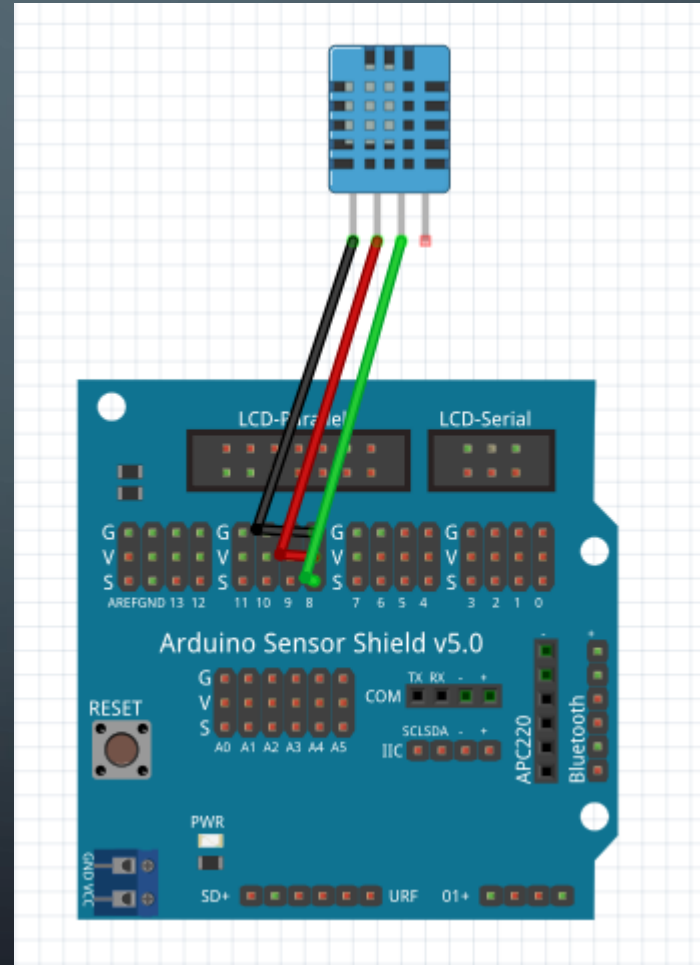 LCD-Parallel LCD-Serial
G G G G
V V V V
S S S S
AREF GND 13 12 11 10 9 8 7 6 5 4 3 2 1 0
Arduino Sensor Shield v5.0
G
V
S
A0 A1 A2 A3 A4 A5
TX RX - +
COM
SCL SDA - +
IIC
-
APC220
+
Bluetooth
RESET
PWR
GND VCC
SD+ URF 01+